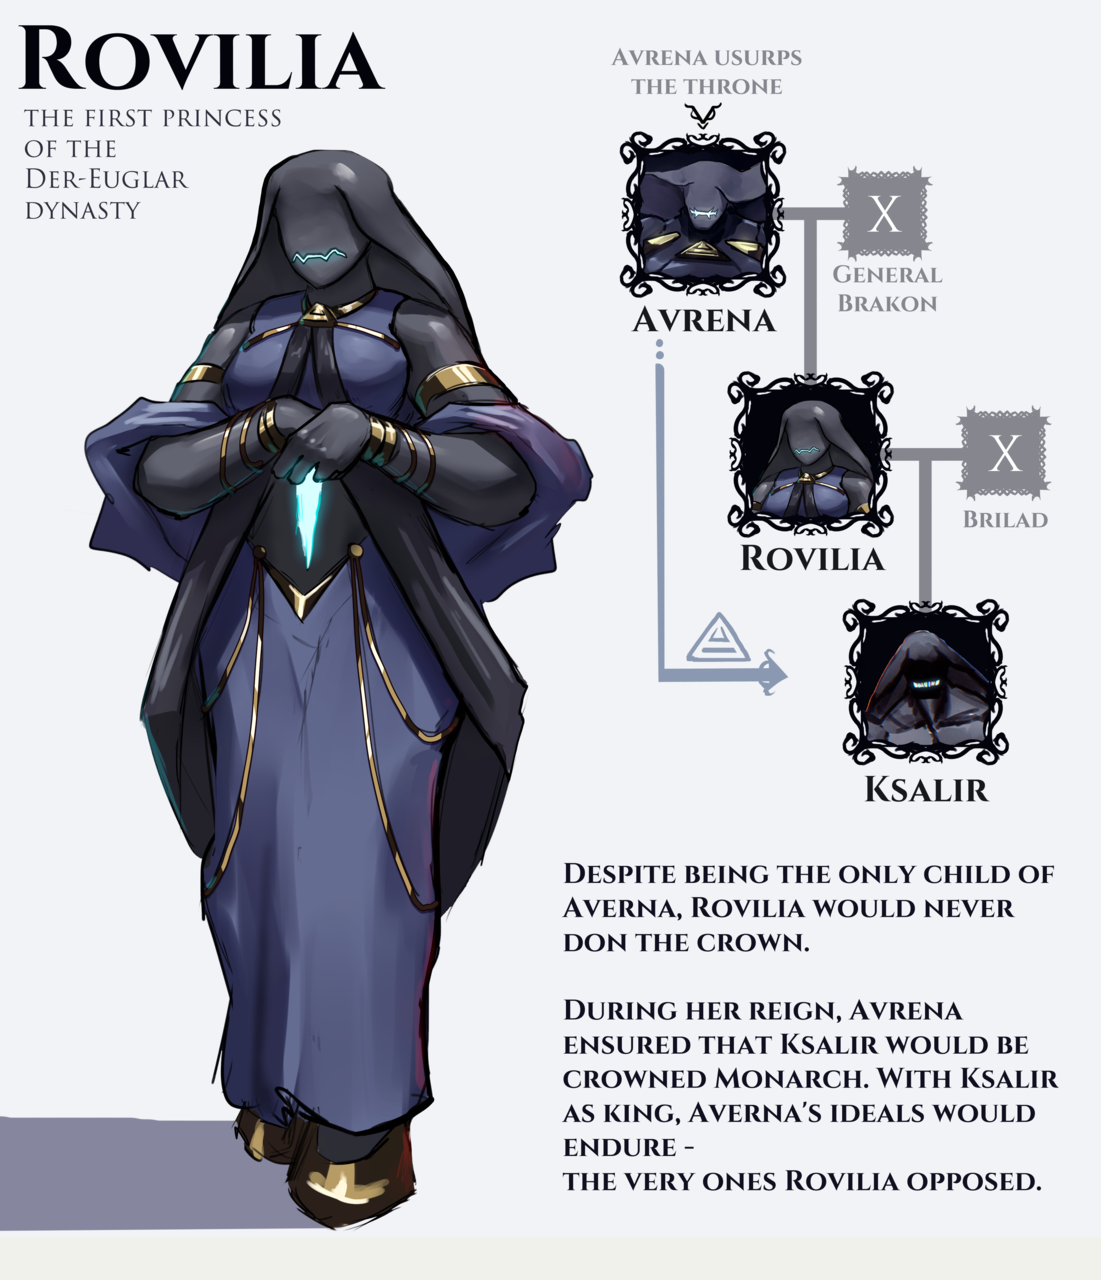 Rovilia
The first princess
of the
Der-Euglar
dynasty
Avrena usurps
the throne
X
General
Brakon
Avrena
X
Brilad
Rovilia
Ksalir
Despite being the only child of
Averna, Rovilia would never
don the crown.
During her reign, Avrena
ensured that Ksalir would be
crowned Monarch. With Ksalir
as king, Averna's ideals would
endure -
the very ones Rovilia opposed.